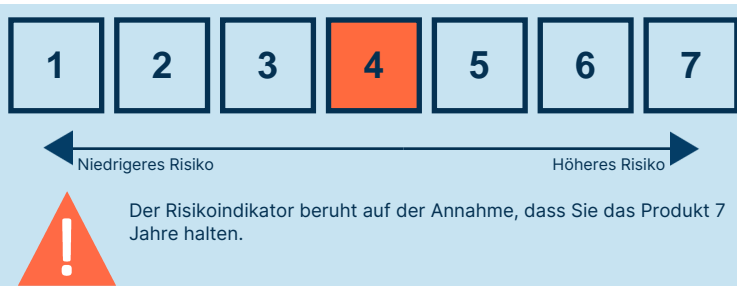 1 2 3 4 5 6 7
Niedrigeres Risiko Höheres Risiko
Der Risikoindikator beruht auf der Annahme, dass Sie das Produkt 7
Jahre halten.
!